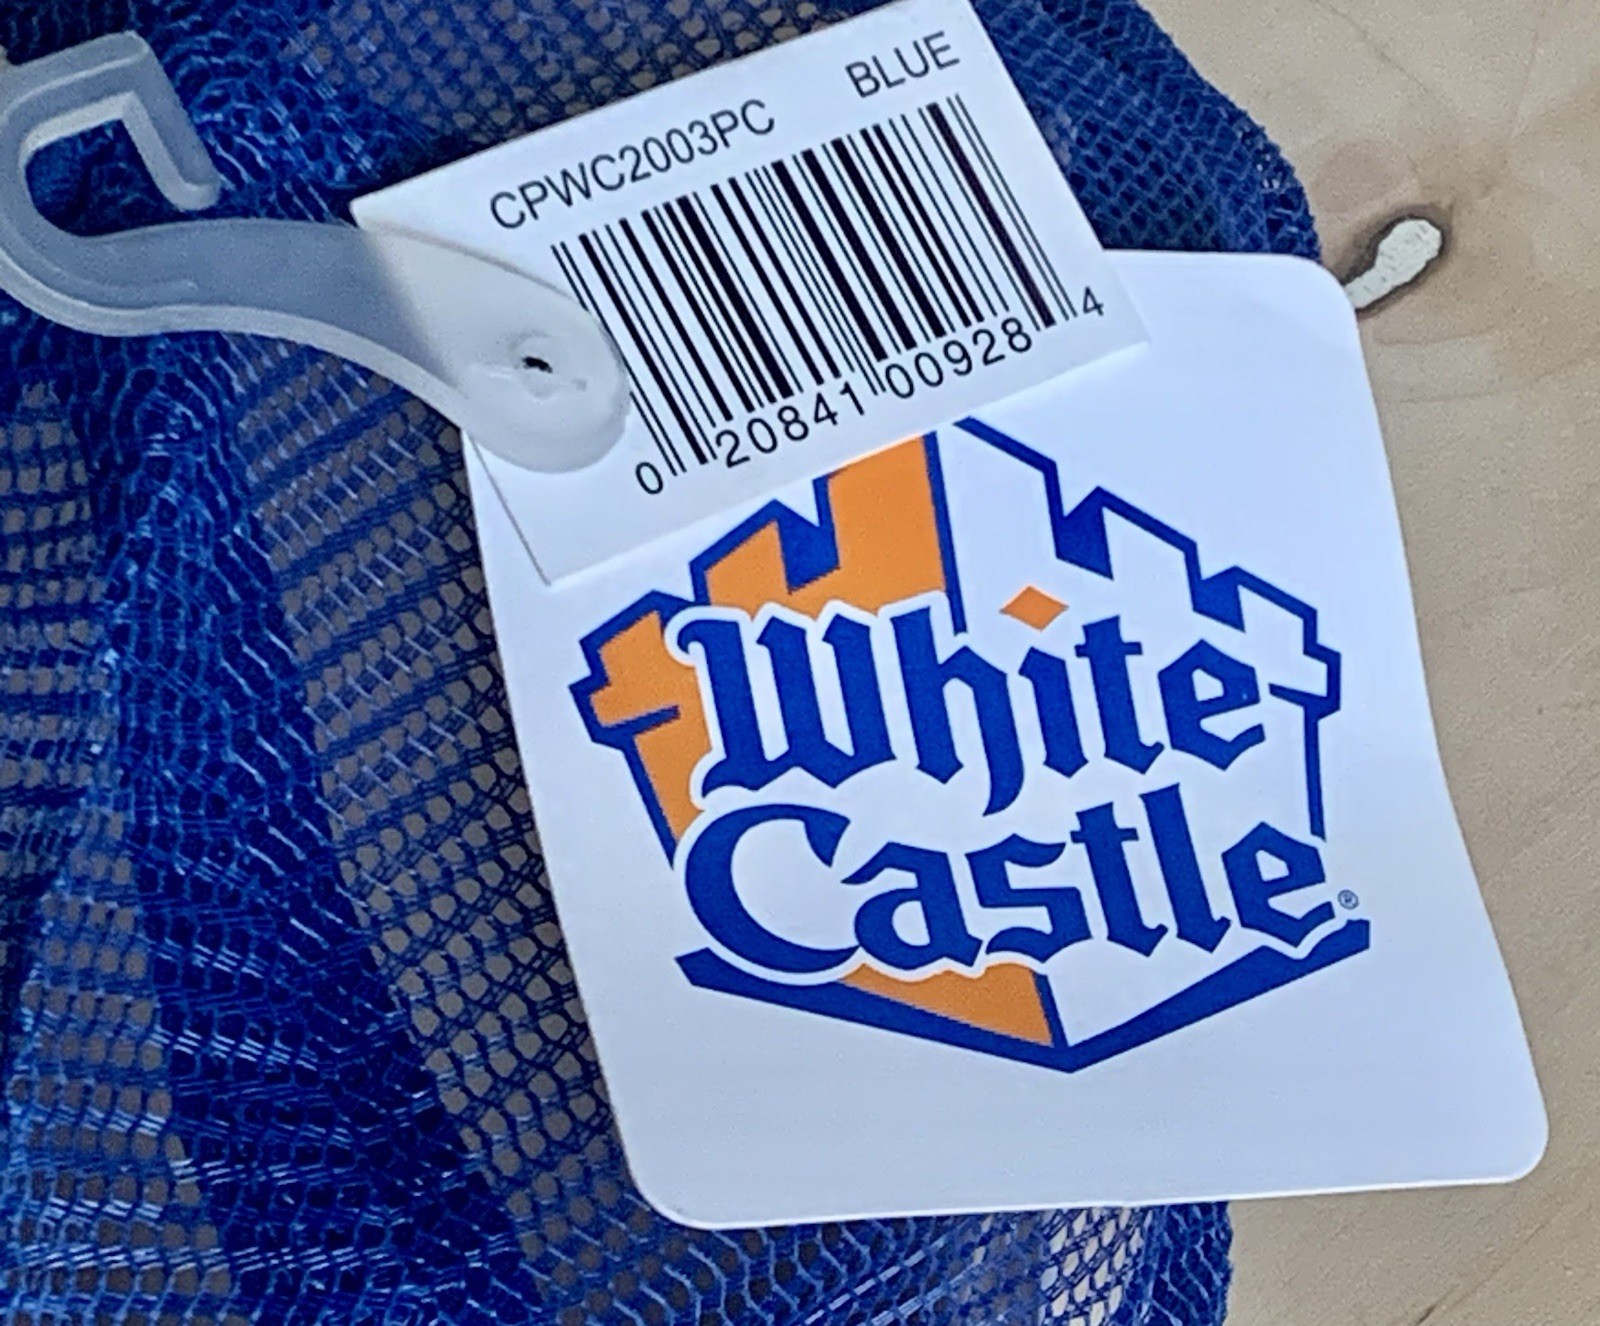 CPWC2003PC BLUE
0 20841 00928 4
White
Castle®